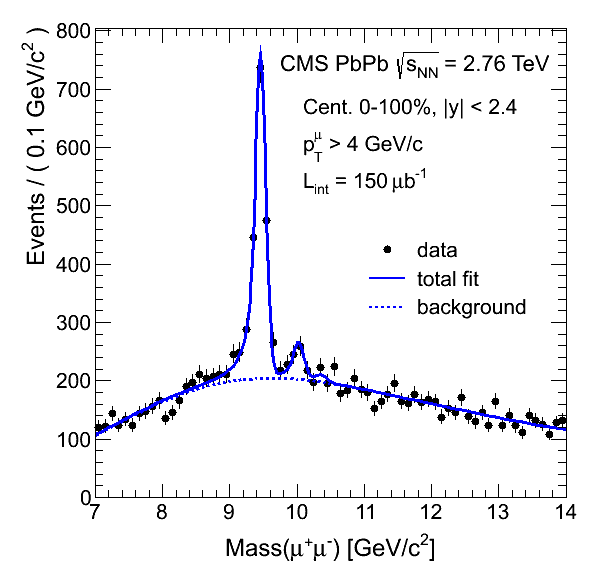 CMS PbPb √sNN = 2.76 TeV
Cent. 0-100%, |y| < 2.4
pTμ > 4 GeV/c
Lint = 150 μb-1
data
total fit
background
Events / ( 0.1 GeV/c2 )
800
700
600
500
400
300
200
100
0
7 8 9 10 11 12 13 14
Mass(μ+μ-) [GeV/c2]